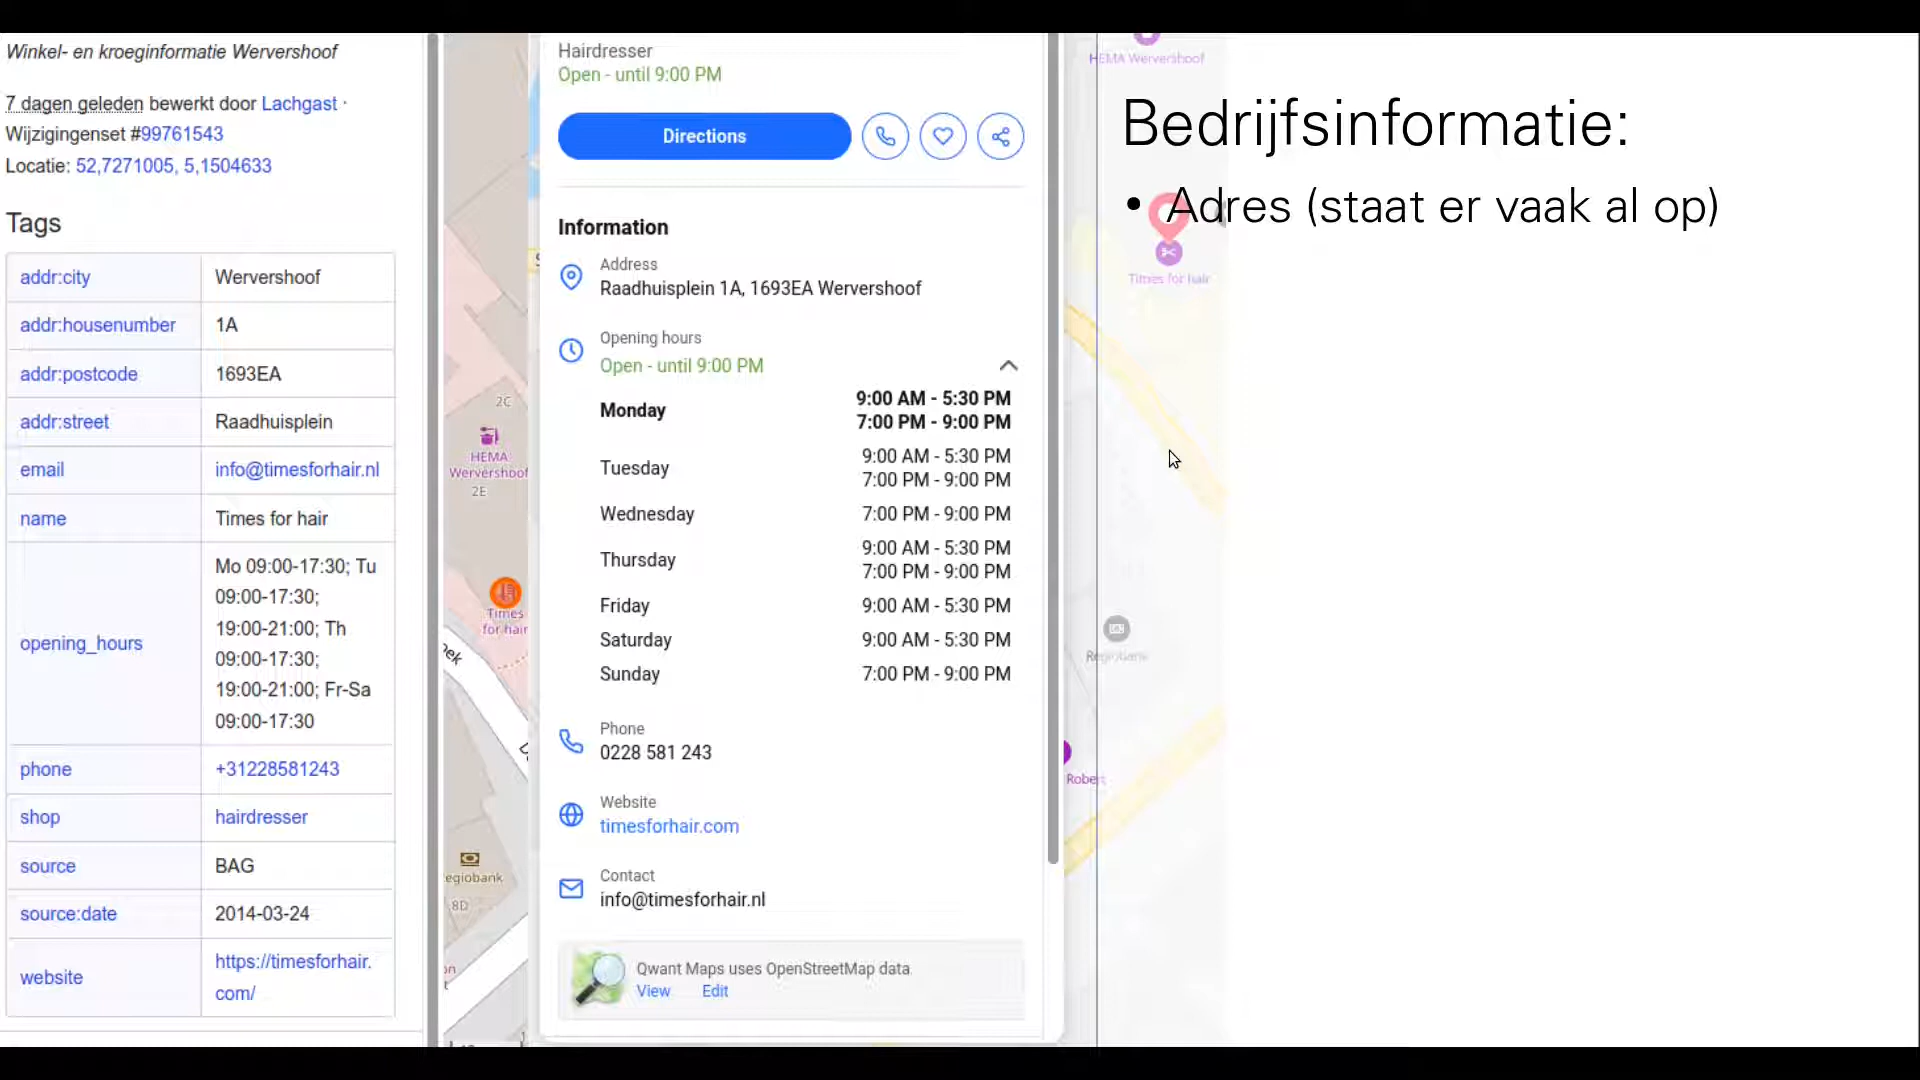 Winkel- en kroeginformatie Wervershoof
7 dagen geleden bewerkt door Lachgast ·
Wijzigingenset #99761543
Locatie: 52,7271005, 5,1504633
Tags
addr:city Wervershoof
addr:housenumber 1A
addr:postcode 1693EA
addr:street Raadhuisplein
email info@timesforhair.nl
name Times for hair
opening_hours
Mo 09:00-17:30; Tu
09:00-17:30;
19:00-21:00; Th
09:00-17:30;
19:00-21:00; Fr-Sa
09:00-17:30
phone +31228581243
shop hairdresser
source BAG
source:date 2014-03-24
website
https://timesforhair.
com/
2C
HEMA
Wervershoof
2E
Times
for hair
8D
Hairdresser
Open - until 9:00 PM
Directions
Information
Address
Raadhuisplein 1A, 1693EA Wervershoof
Opening hours
Open - until 9:00 PM
Monday 9:00 AM - 5:30 PM
7:00 PM - 9:00 PM
Tuesday 9:00 AM - 5:30 PM
7:00 PM - 9:00 PM
Wednesday 7:00 PM - 9:00 PM
Thursday 9:00 AM - 5:30 PM
7:00 PM - 9:00 PM
Friday 9:00 AM - 5:30 PM
Saturday 9:00 AM - 5:30 PM
Sunday 7:00 PM - 9:00 PM
Phone
0228 581 243
Website
timesforhair.com
Contact
info@timesforhair.nl
Qwant Maps uses OpenStreetMap data
View Edit
HEMA Wervershoof
Times for hair
Regiobank
Robert
Bedrijfsinformatie:
• Adres (staat er vaak al op)